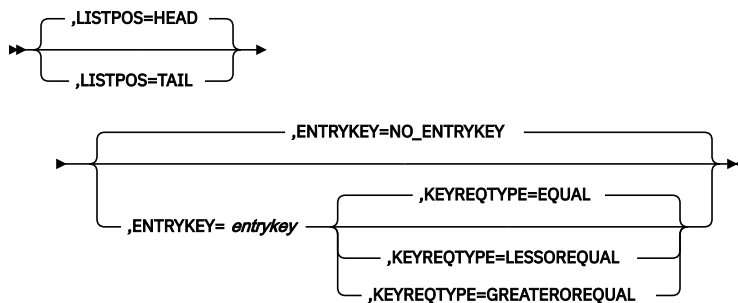 ,LISTPOS=HEAD
,LISTPOS=TAIL
,ENTRYKEY=NO_ENTRYKEY
,ENTRYKEY= entrykey
,KEYREQTYPE=EQUAL
,KEYREQTYPE=LESSOREQUAL
,KEYREQTYPE=GREATEROREQUAL